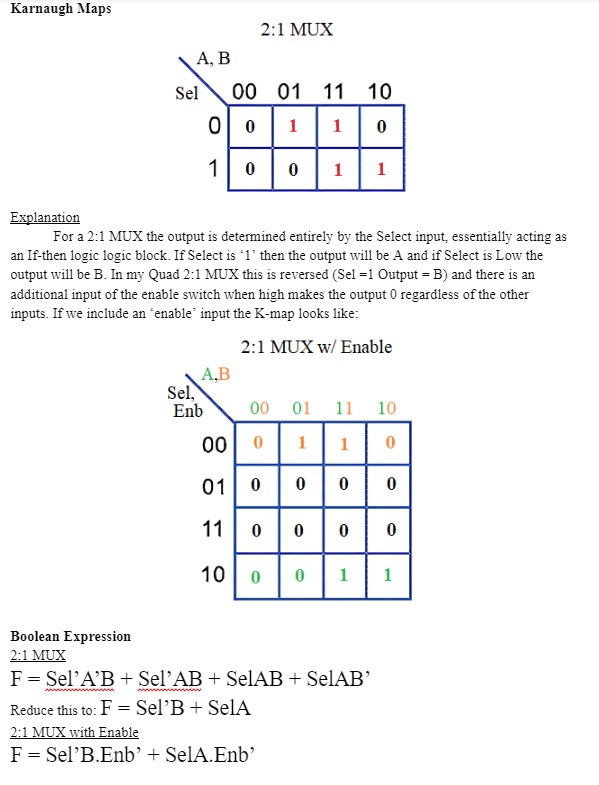 Karnaugh Maps
2:1 MUX
A, B
Sel 00 01 11 10
0 0 1 1 0
1 0 0 1 1
Explanation
For a 2:1 MUX the output is determined entirely by the Select input, essentially acting as
an If-then logic logic block. If Select is ‘1’ then the output will be A and if Select is Low the
output will be B. In my Quad 2:1 MUX this is reversed (Sel =1 Output = B) and there is an
additional input of the enable switch when high makes the output 0 regardless of the other
inputs. If we include an ‘enable’ input the K-map looks like:
2:1 MUX w/ Enable
A,B
Sel,
Enb 00 01 11 10
00 0 1 1 0
01 0 0 0 0
11 0 0 0 0
10 0 0 1 1
Boolean Expression
2:1 MUX
F = Sel’A’B + Sel’AB + SelAB + SelAB’
Reduce this to: F = Sel’B + SelA
2:1 MUX with Enable
F = Sel’B.Enb’ + SelA.Enb’